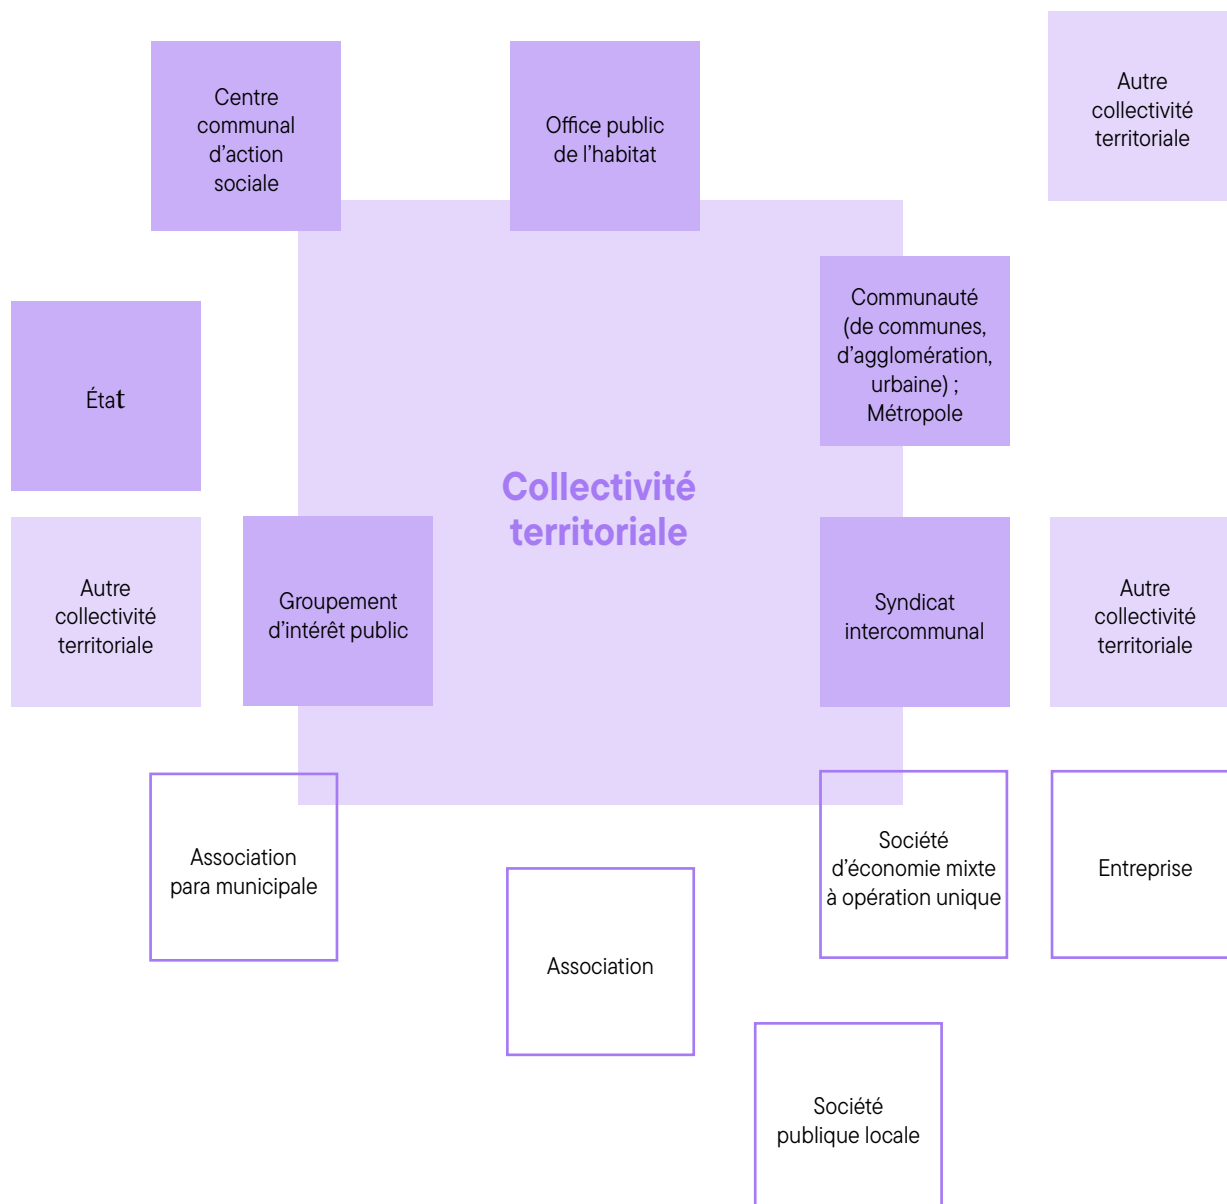 Centre
communal
d’action
sociale
Office public
de l’habitat
Autre
collectivité
territoriale
Communauté
(de communes,
d’agglomération,
urbaine) ;
Métropole
État
Collectivité
territoriale
Autre
collectivité
territoriale
Groupement
d’intérêt public
Syndicat
intercommunal
Autre
collectivité
territoriale
Association
para municipale
Société
d’économie mixte
à opération unique
Entreprise
Association
Société
publique locale